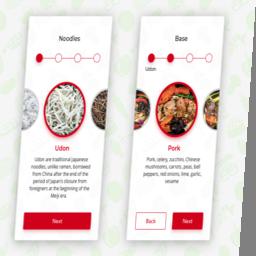 Noodles
Udon
Udon are traditional Japanese
noodles, unlike ramen, borrowed
from China after the end of the
period of Japan's closure from
foreigners at the beginning of the
Meiji era.
Next
Base
Udon
Pork
Pork, celery, zucchini, Chinese
mushrooms, carrots, peas, bell
peppers, red onions, lime, garlic,
sesame
Back
Next